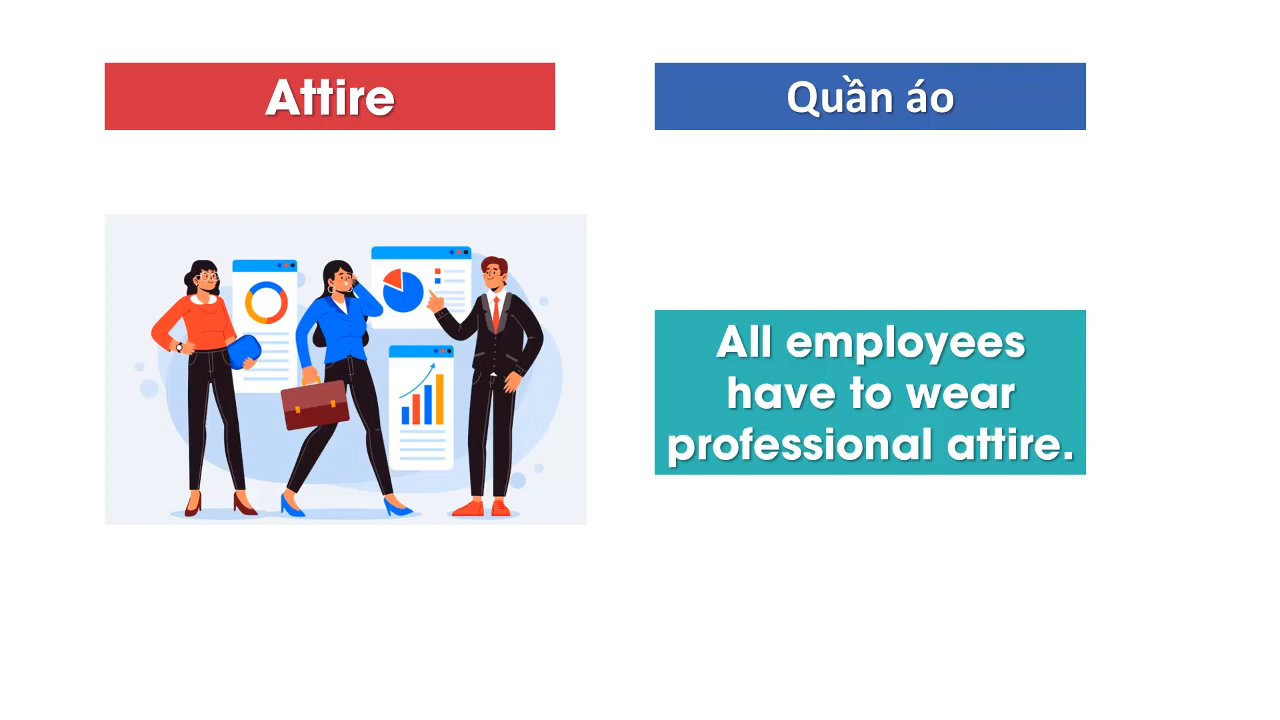 Attire
Quần áo
All employees
have to wear
professional attire.